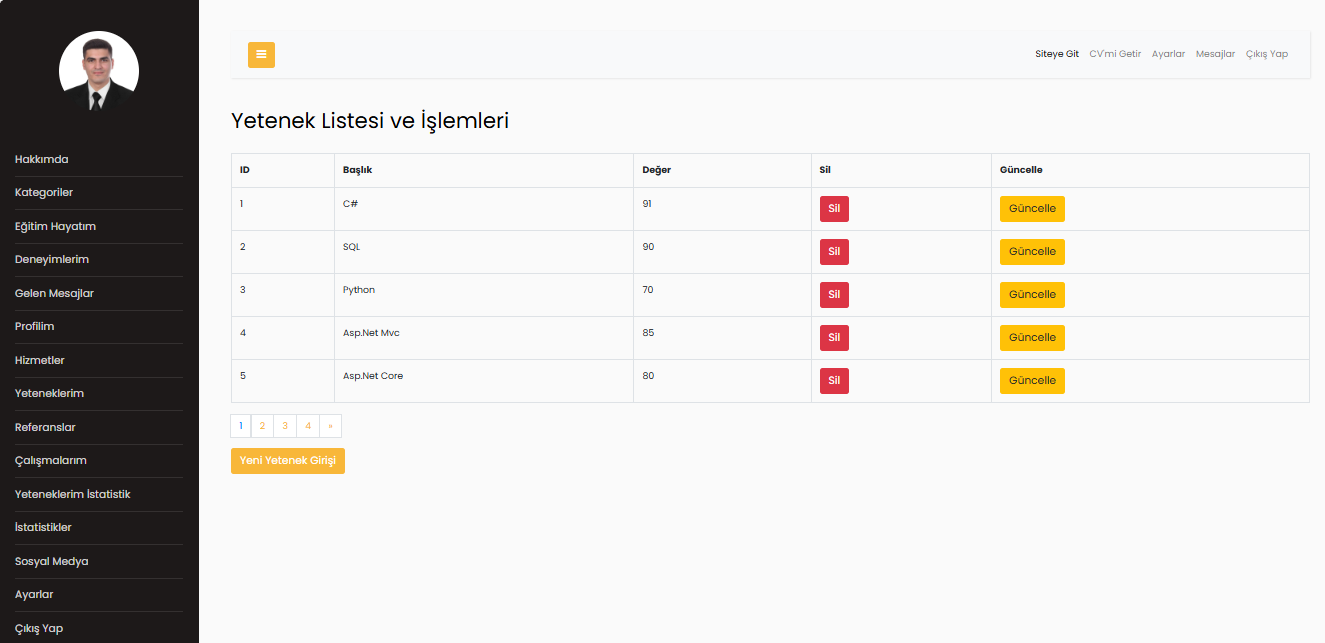 Siteye Git CV'mi Getir Ayarlar Mesajlar Çıkış Yap
Hakkımda
Kategoriler
Eğitim Hayatım
Deneyimlerim
Gelen Mesajlar
Profilim
Hizmetler
Yeteneklerim
Referanslar
Çalışmalarım
Yeteneklerim İstatistik
İstatistikler
Sosyal Medya
Ayarlar
Çıkış Yap
Yetenek Listesi ve İşlemleri
ID Başlık Değer Sil Güncelle
1 C# 91 Sil Güncelle
2 SQL 90 Sil Güncelle
3 Python 70 Sil Güncelle
4 Asp.Net Mvc 85 Sil Güncelle
5 Asp.Net Core 80 Sil Güncelle
1 2 3 4 »
Yeni Yetenek Girişi